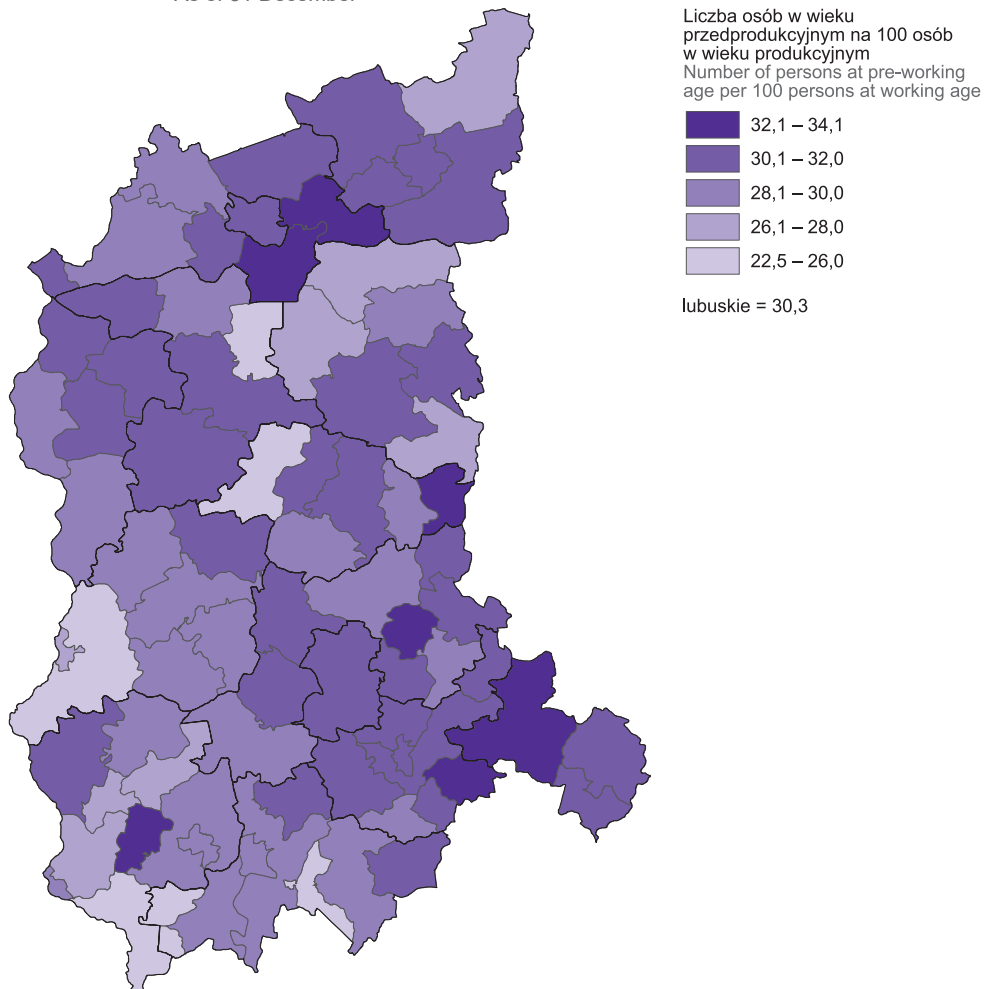 Liczba osób w wieku
przedprodukcyjnym na 100 osób
w wieku produkcyjnym
Number of persons at pre-working
age per 100 persons at working age
32,1 – 34,1
30,1 – 32,0
28,1 – 30,0
26,1 – 28,0
22,5 – 26,0
lubuskie = 30,3